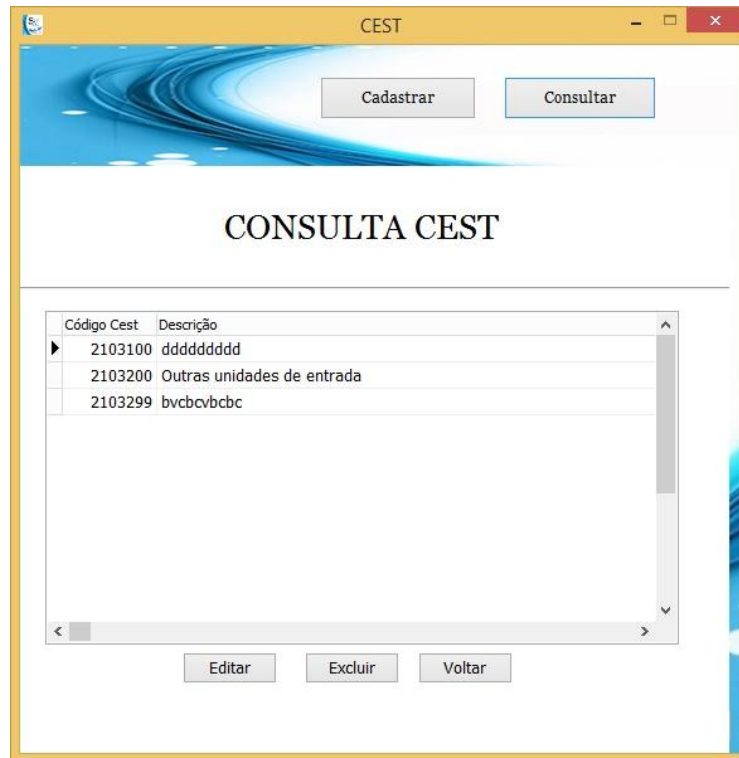 CEST
Cadastrar Consultar
CONSULTA CEST
Código Cest Descrição
2103100 ddddddddd
2103200 Outras unidades de entrada
2103299 bvcbcvbcbc
Editar Excluir Voltar